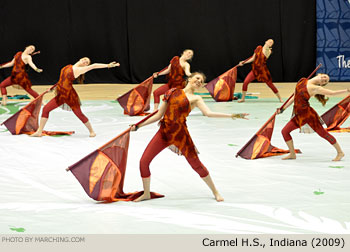 The
PHOTO BY MARCHING.COM
Carmel H.S., Indiana (2009)